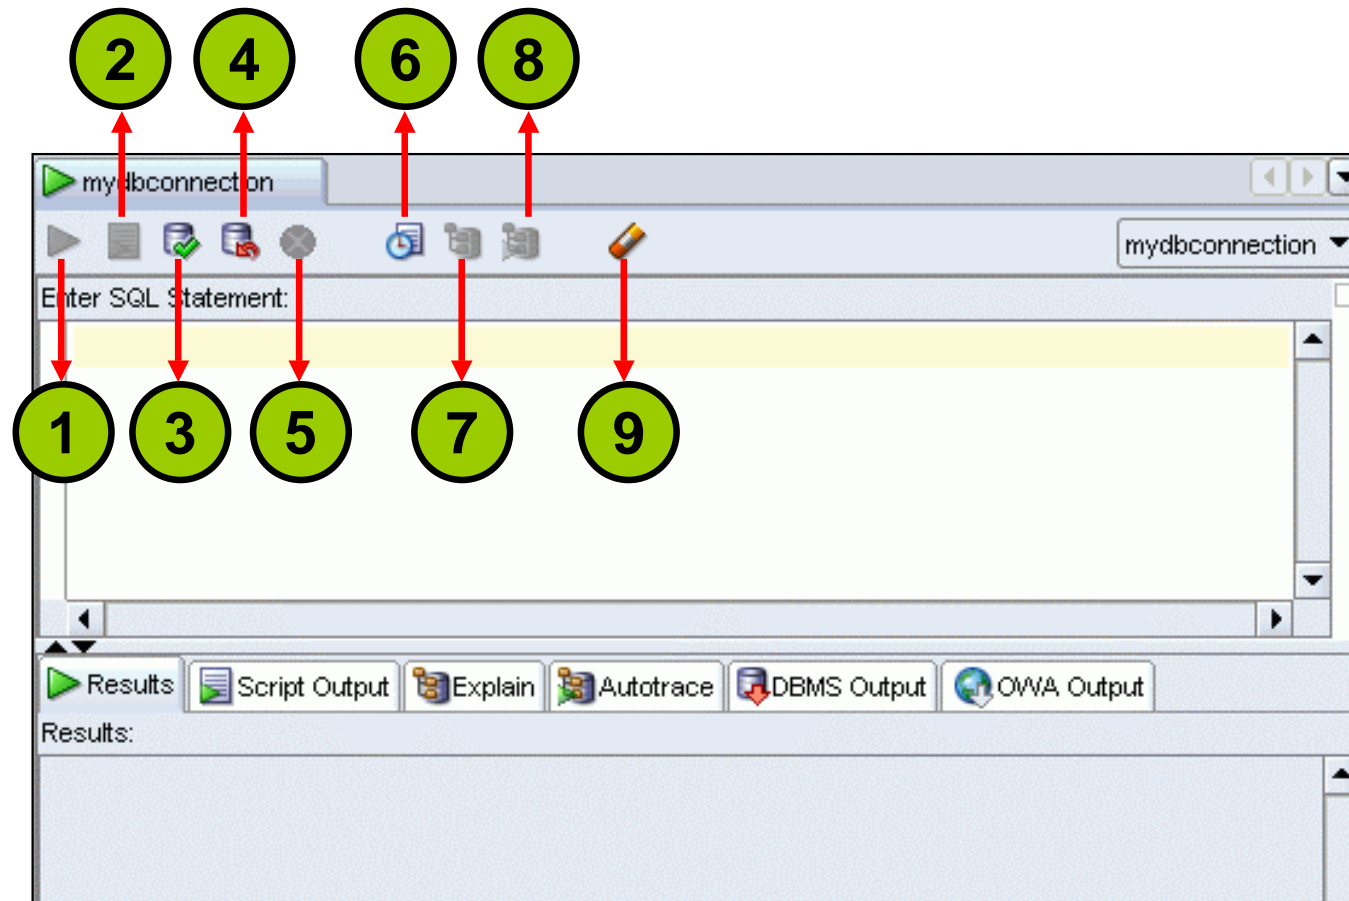 2 4 6 8
mydbconnection
mydbconnection
Enter SQL Statement:
1 3 5 7 9
Results Script Output Explain Autotrace DBMS Output OWA Output
Results: